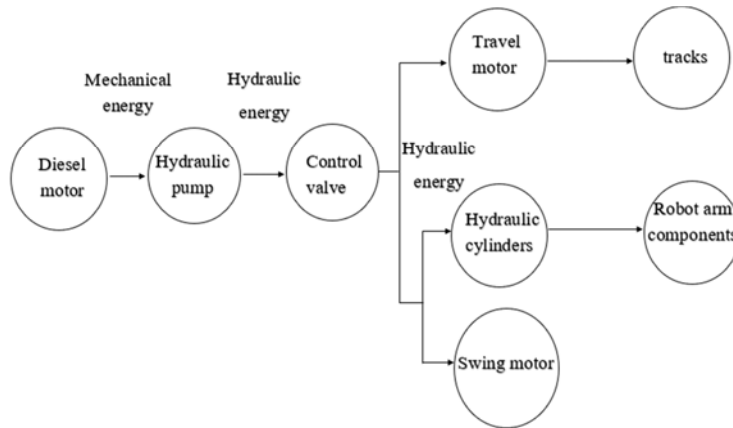 Mechanical
energy
Hydraulic
energy
Diesel
motor
Hydraulic
pump
Control
valve
Hydraulic
energy
Travel
motor
tracks
Hydraulic
cylinders
Robot arm
components
Swing motor